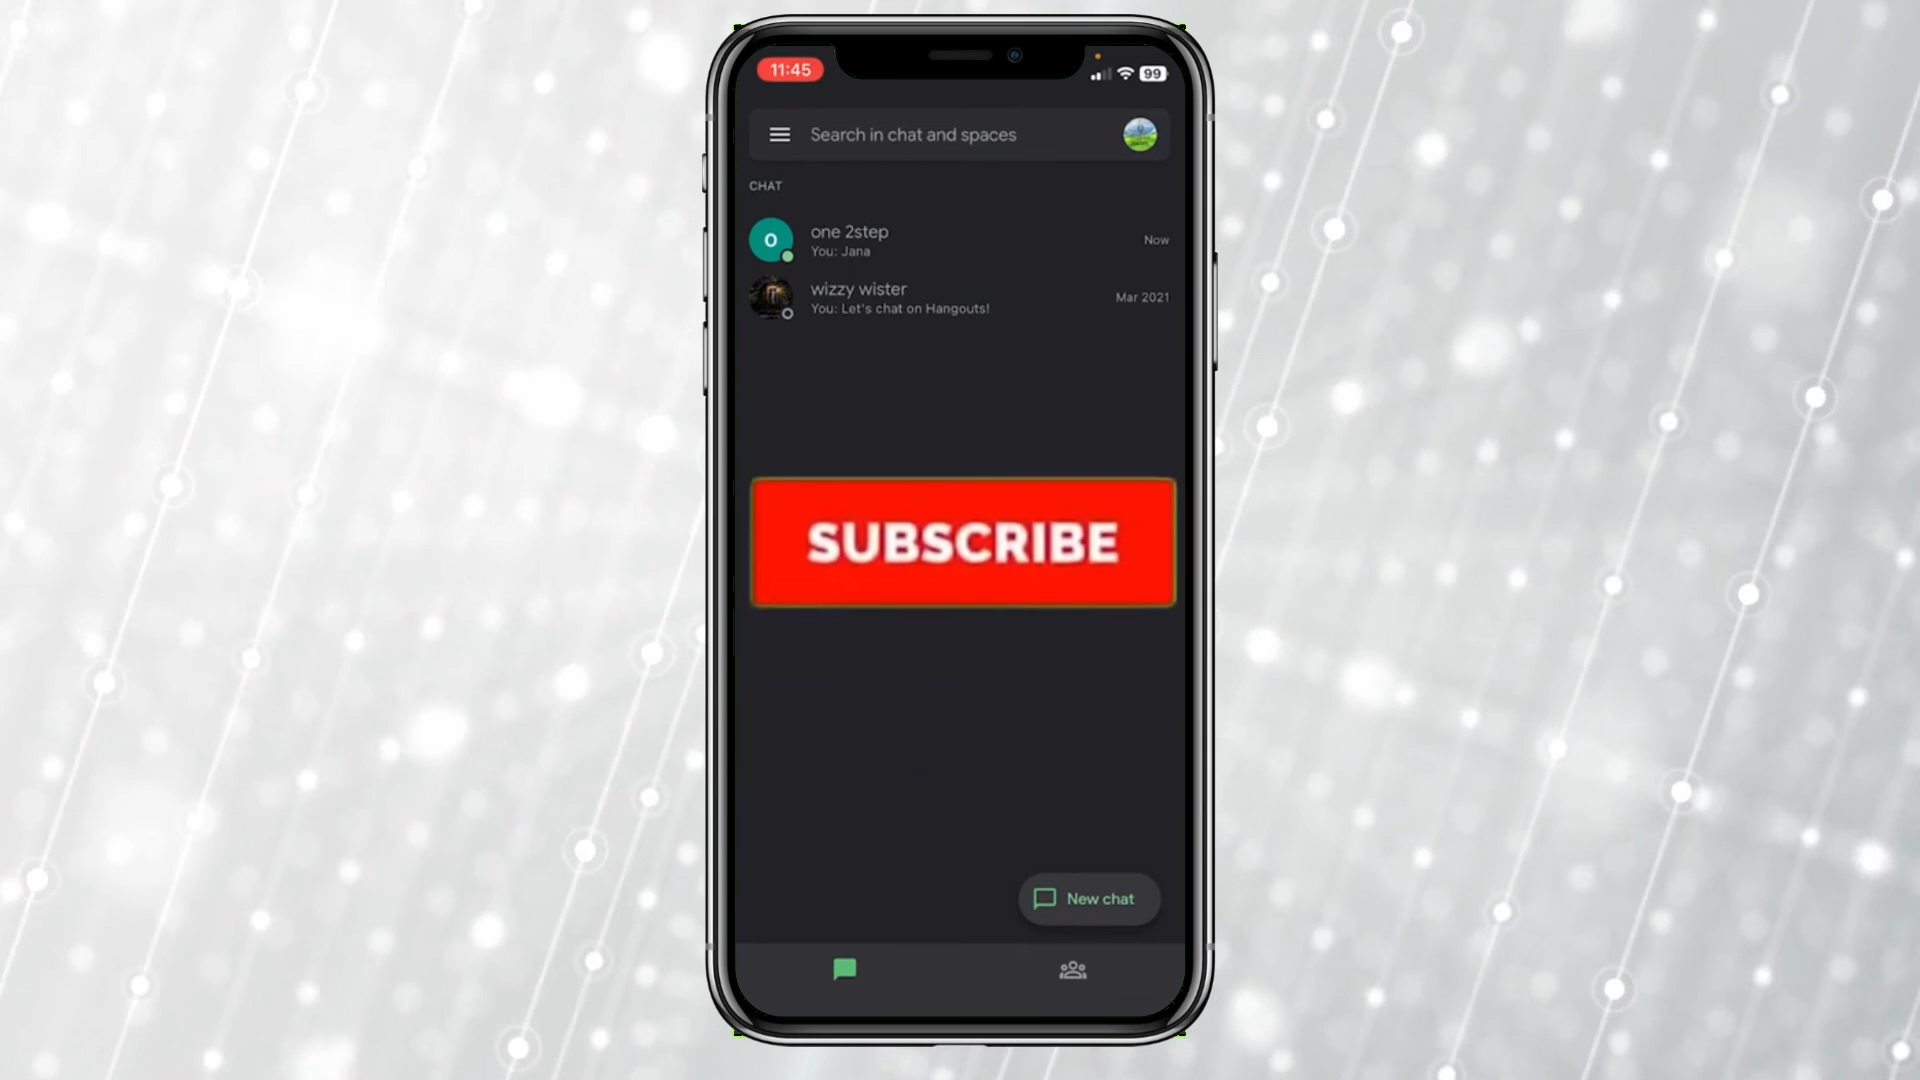 11:45
99
Search in chat and spaces
CHAT
O
one 2step
Now
You: Jana
wizzy wister
Mar 2021
You: Let's chat on Hangouts!
SUBSCRIBE
New chat